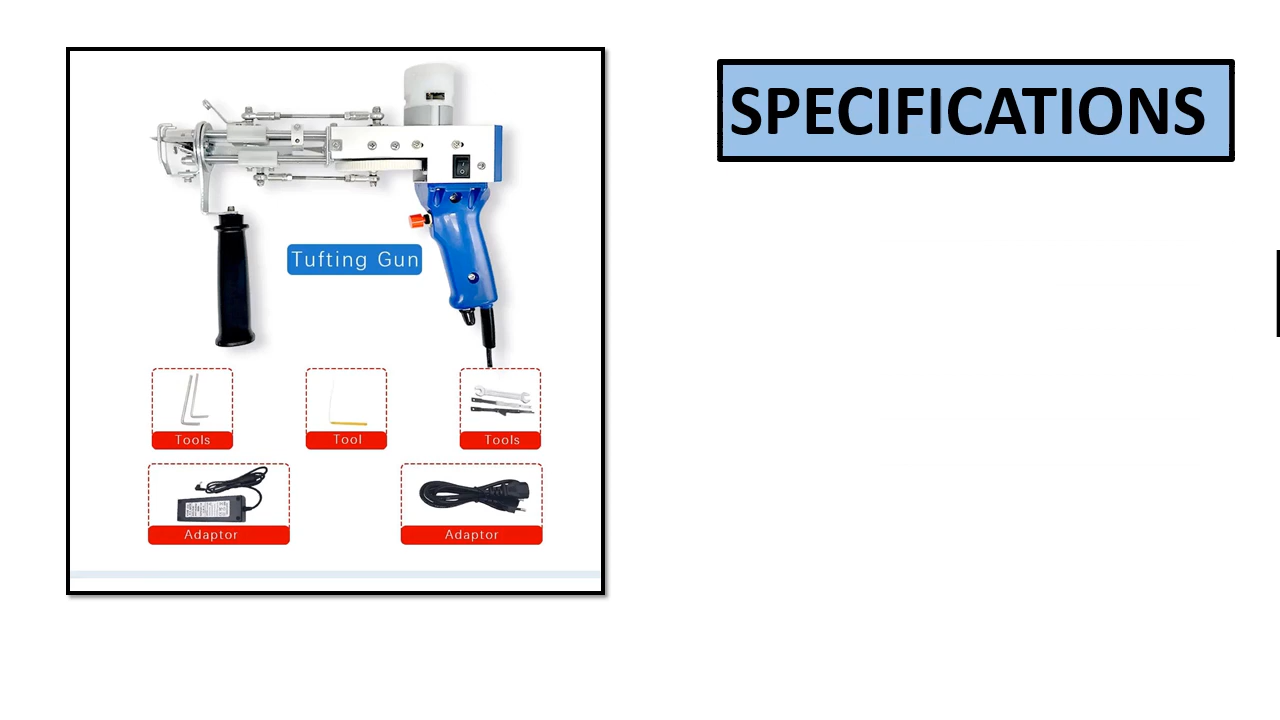 SPECIFICATIONS
Tufting Gun
Tools
Tool
Tools
Adaptor
Adaptor